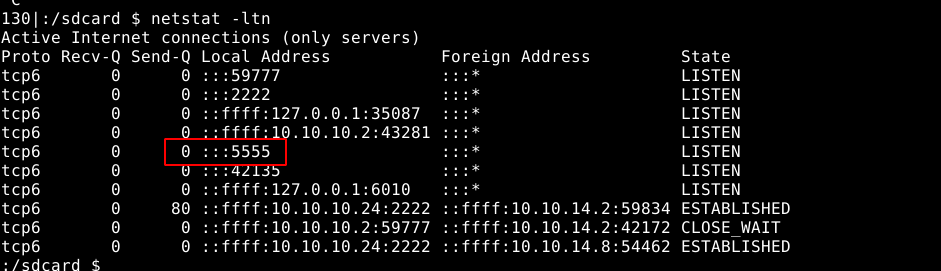 C
130|:/sdcard $ netstat -ltn
Active Internet connections (only servers)
Proto Recv-Q Send-Q Local Address           Foreign Address         State
tcp6       0      0 :::59777                :::*                    LISTEN
tcp6       0      0 :::2222                 :::*                    LISTEN
tcp6       0      0 ::ffff:127.0.0.1:35087  :::*                    LISTEN
tcp6       0      0 ::ffff:10.10.10.2:43281 :::*                    LISTEN
tcp6       0      0 :::5555                 :::*                    LISTEN
tcp6       0      0 :::42135                :::*                    LISTEN
tcp6       0      0 ::ffff:127.0.0.1:6010   :::*                    LISTEN
tcp6       0     80 ::ffff:10.10.10.24:2222 ::ffff:10.10.14.2:59834 ESTABLISHED
tcp6       0      0 ::ffff:10.10.10.2:59777 ::ffff:10.10.14.2:42172 CLOSE_WAIT
tcp6       0      0 ::ffff:10.10.10.24:2222 ::ffff:10.10.14.8:54462 ESTABLISHED
:/sdcard $